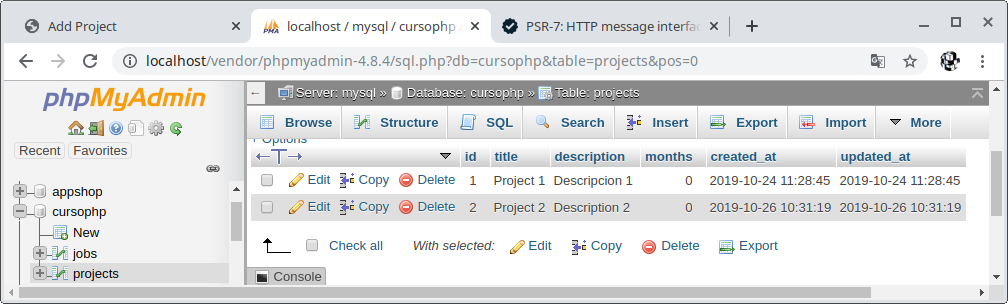 Add Project
localhost / mysql / cursophp
PSR-7: HTTP message interfac
localhost/vendor/phpmyadmin-4.8.4/sql.php?db=cursophp&table=projects&pos=0
phpMyAdmin
Recent Favorites
appshop
cursophp
New
jobs
projects
Server: mysql » Database: cursophp » Table: projects
Browse Structure SQL Search Insert Export Import More
+ Options
id title description months created_at updated_at
Edit Copy Delete 1 Project 1 Descripcion 1 0 2019-10-24 11:28:45 2019-10-24 11:28:45
Edit Copy Delete 2 Project 2 Description 2 0 2019-10-26 10:31:19 2019-10-26 10:31:19
Check all With selected: Edit Copy Delete Export
Console